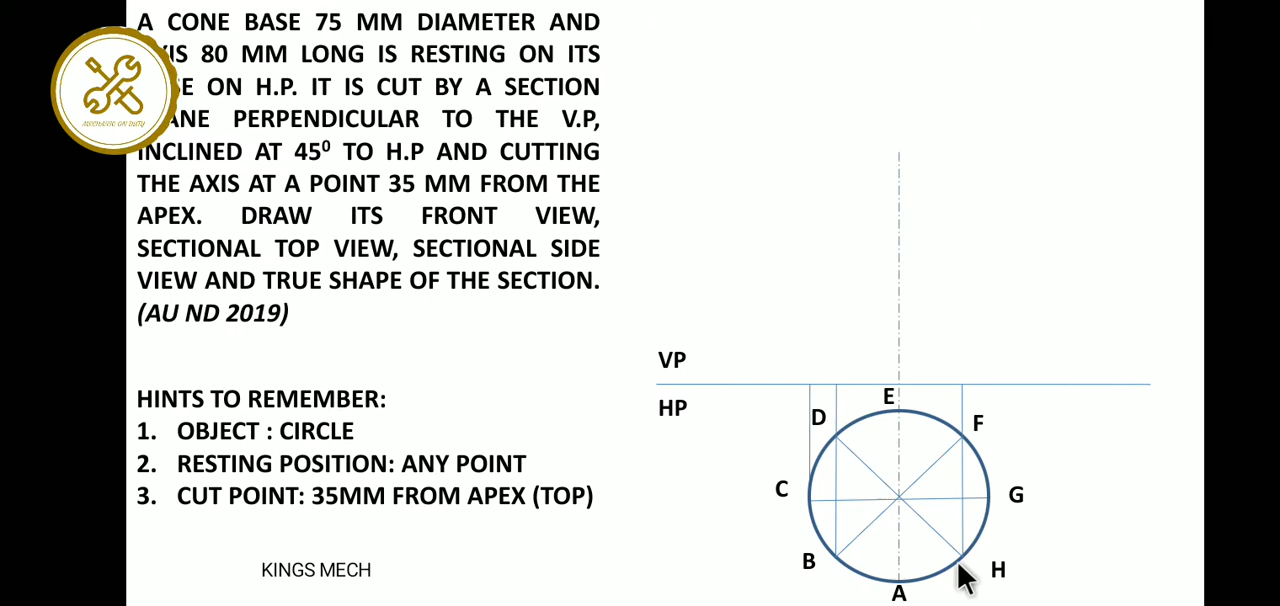 A CONE BASE 75 MM DIAMETER AND
80 MM LONG IS RESTING ON ITS
ON H.P. IT IS CUT BY A SECTION
PERPENDICULAR TO THE V.P,
INCLINED AT 45⁰ TO H.P AND CUTTING
THE AXIS AT A POINT 35 MM FROM THE
APEX. DRAW ITS FRONT VIEW,
SECTIONAL TOP VIEW, SECTIONAL SIDE
VIEW AND TRUE SHAPE OF THE SECTION.
(AU ND 2019)
MECHANIC ON DUTY
HINTS TO REMEMBER:
1. OBJECT : CIRCLE
2. RESTING POSITION: ANY POINT
3. CUT POINT: 35MM FROM APEX (TOP)
KINGS MECH
VP
HP
E
D
F
C
G
B
H
A